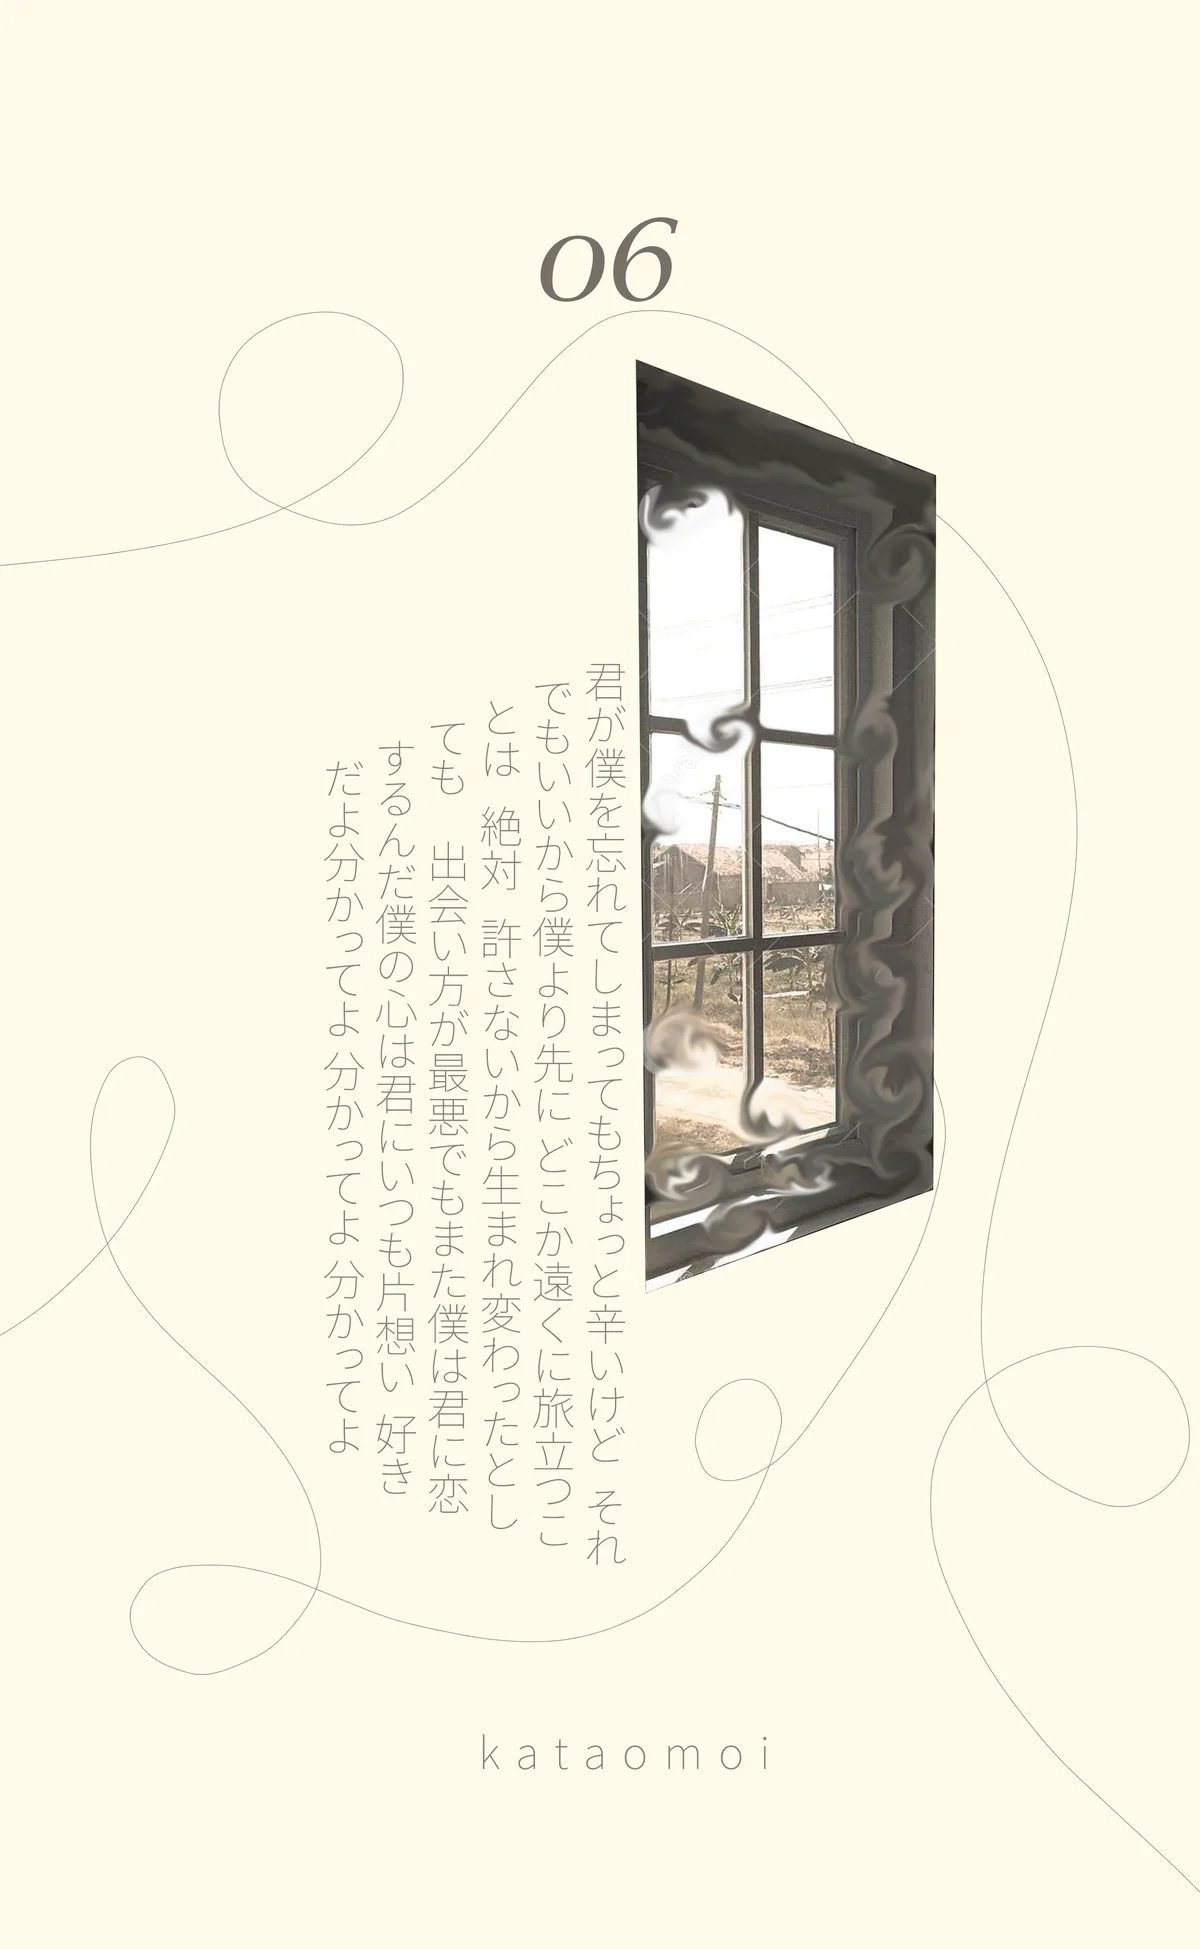 06
君が僕を忘れてしまってもちょっと辛いけど それ
でもいいから僕より先にどこか遠くに旅立つこ
とは 絶対 許さないから生まれ変わったとし
ても 出会い方が最悪でもまた僕は君に恋
するんだ僕の心は君にいつも片想い 好き
だよ分かってよ 分かってよ 分かってよ
kataomoi